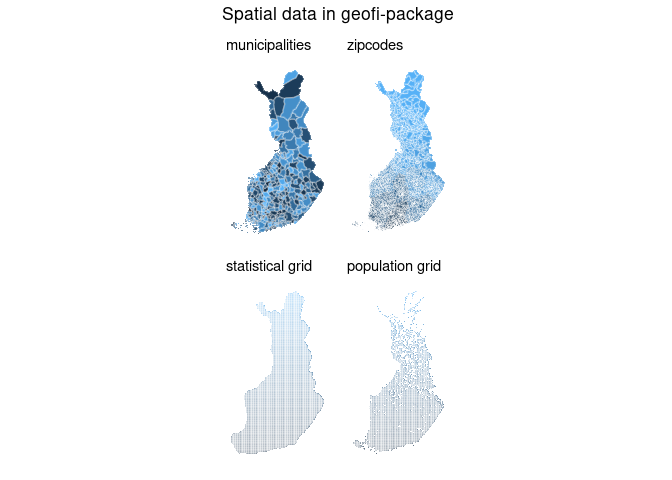 Spatial data in geofi-package
municipalities
zipcodes
statistical grid
population grid